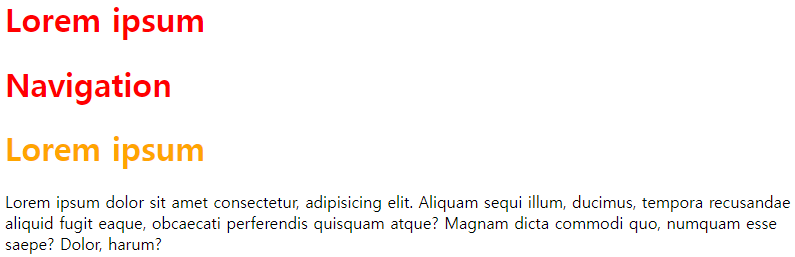 Lorem ipsum
Navigation
Lorem ipsum
Lorem ipsum dolor sit amet consectetur, adipisicing elit. Aliquam sequi illum, ducimus, tempora recusandae
aliquid fugit eaque, obcaecati perferendis quisquam atque? Magnam dicta commodi quo, numquam esse
saepe? Dolor, harum?